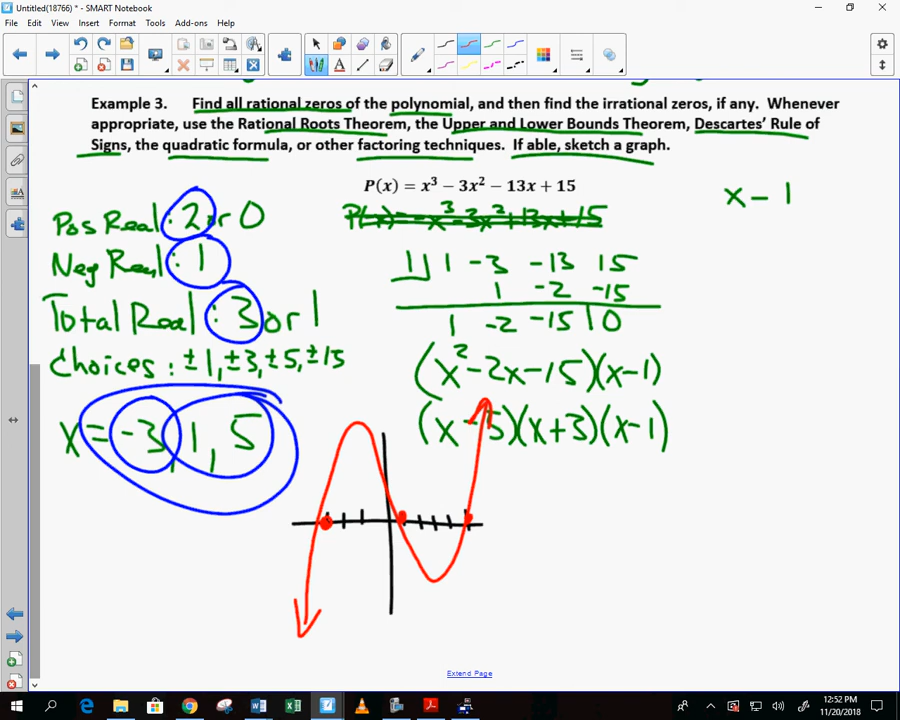 Untitled(18766) * - SMART Notebook
File Edit View Insert Format Tools Add-ons Help
Example 3. Find all rational zeros of the polynomial, and then find the irrational zeros, if any. Whenever
appropriate, use the Rational Roots Theorem, the Upper and Lower Bounds Theorem, Descartes' Rule of
Signs, the quadratic formula, or other factoring techniques. If able, sketch a graph.
P(x) = x³ − 3x² − 13x + 15
x - 1
P(x) = -x³-3x²+13x+15
Pos Real: 2 or 0
Neg Real: 1
Total Real: 3 or 1
Choices: ±1, ±3, ±5, ±15
x = -3, 1, 5
1| 1 -3 -13 15
1 -2 -15
1 -2 -15 | 0
(x²-2x-15)(x-1)
(x-5)(x+3)(x-1)
Extend Page
12:52 PM
11/20/2018